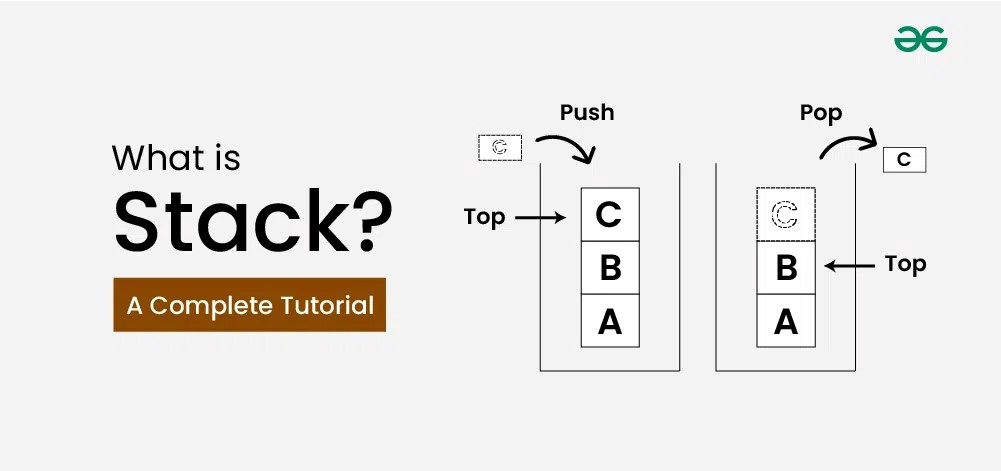 What is
Stack?
A Complete Tutorial
Push
C
Top
C
B
A
Pop
C
C
B
Top
A